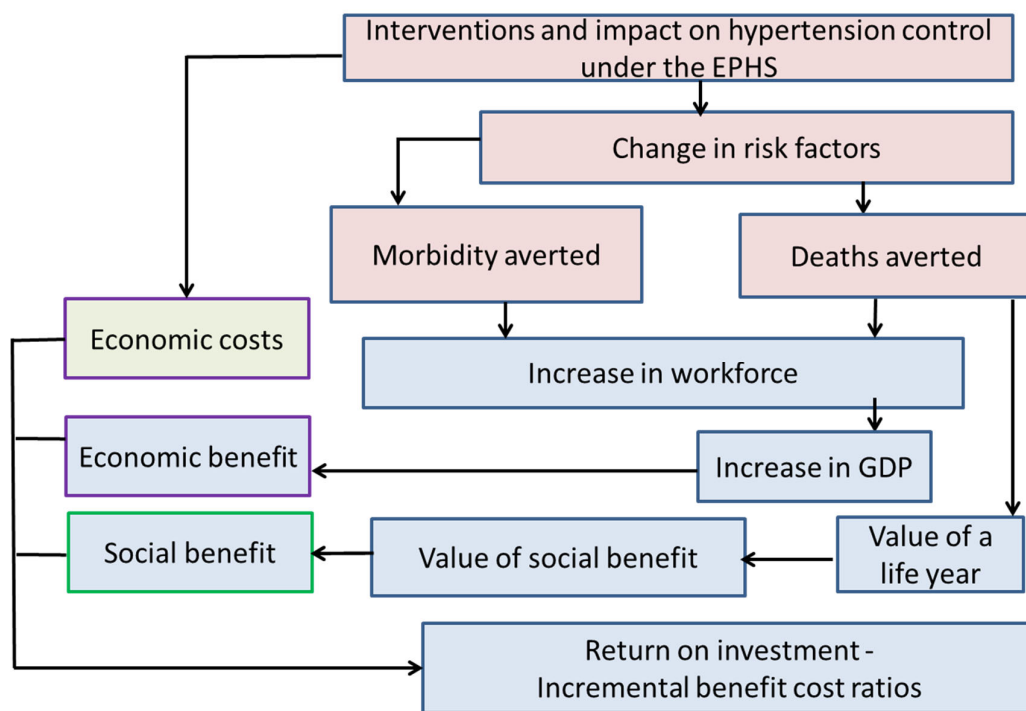 Interventions and impact on hypertension control
under the EPHS
Change in risk factors
Morbidity averted
Deaths averted
Economic costs
Increase in workforce
Economic benefit
Increase in GDP
Social benefit
Value of social benefit
Value of a
life year
Return on investment -
Incremental benefit cost ratios